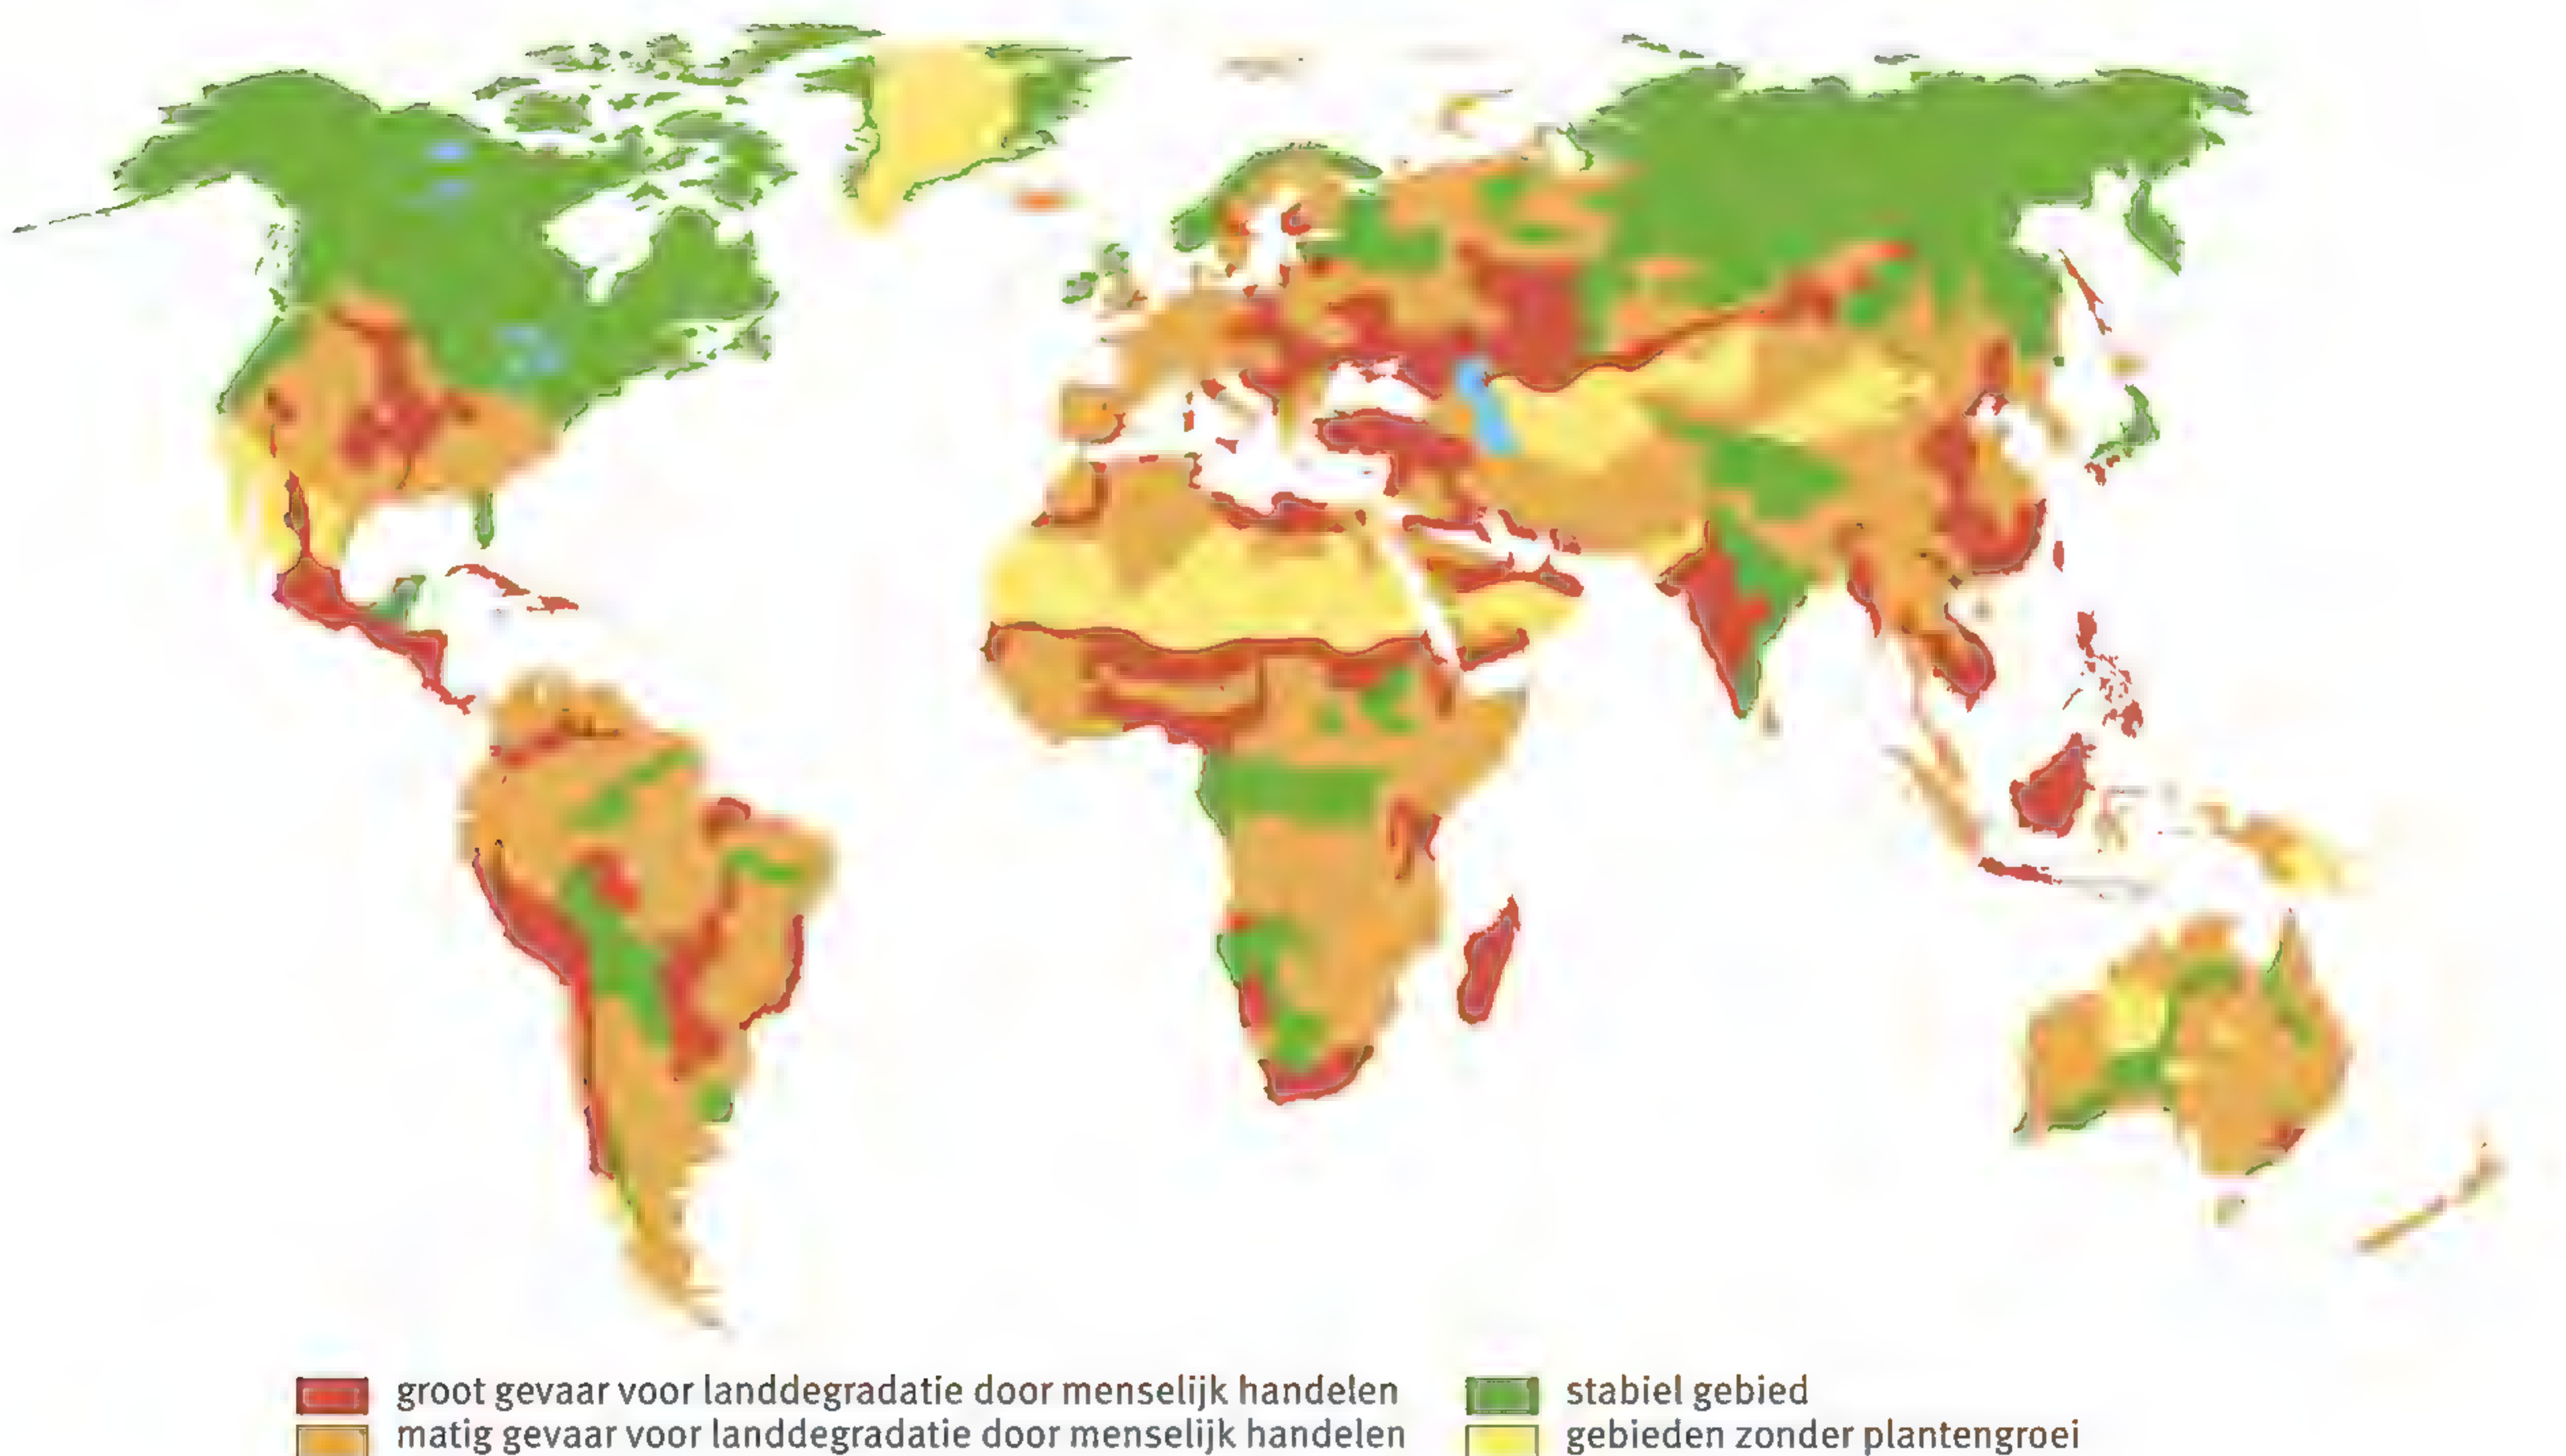 groot gevaar voor landdegradatie door menselijk handelen
matig gevaar voor landdegradatie door menselijk handelen
stabiel gebied
gebieden zonder plantengroei